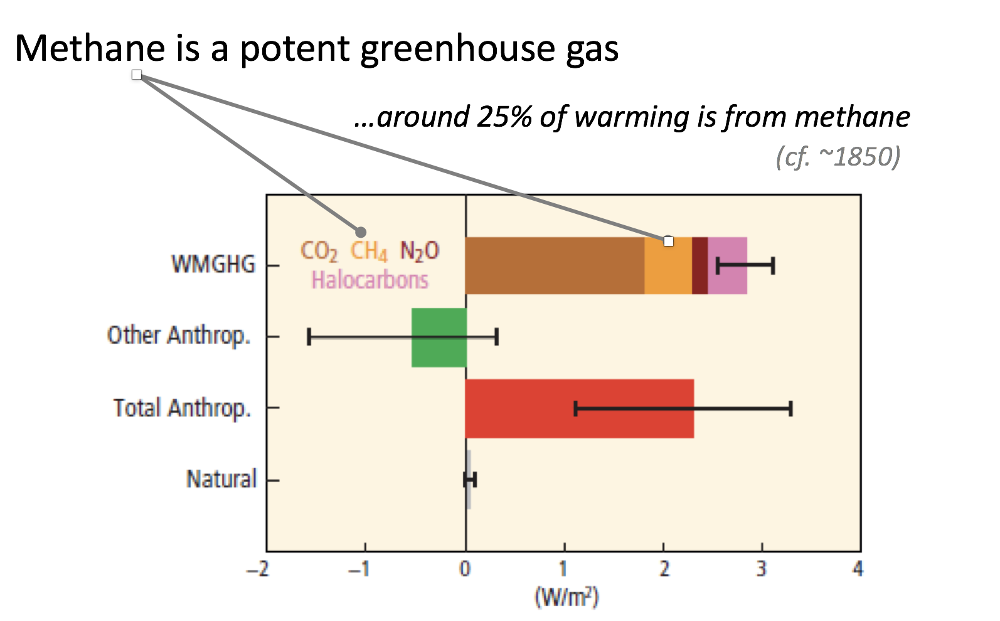 Methane is a potent greenhouse gas
...around 25% of warming is from methane
(cf. ~1850)
CO₂ CH₄ N₂O
WMGHG
Halocarbons
Other Anthrop.
Total Anthrop.
Natural
–2 –1 0 1 2 3 4
(W/m²)